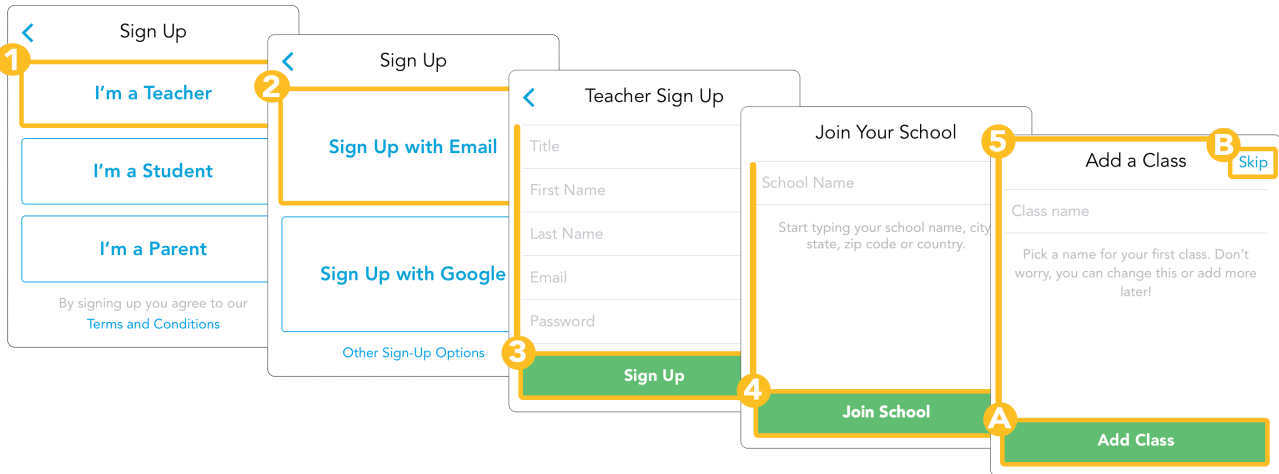 Sign Up
1
I'm a Teacher
I'm a Student
I'm a Parent
By signing up you agree to our
Terms and Conditions
Sign Up
2
Sign Up with Email
Sign Up with Google
Other Sign-Up Options
Teacher Sign Up
Title
First Name
Last Name
Email
Password
3
Sign Up
Join Your School
School Name
Start typing your school name, city
state, zip code or country.
4
Join School
5
B
Add a Class
Skip
Class name
Pick a name for your first class. Don't
worry, you can change this or add more
later!
A
Add Class